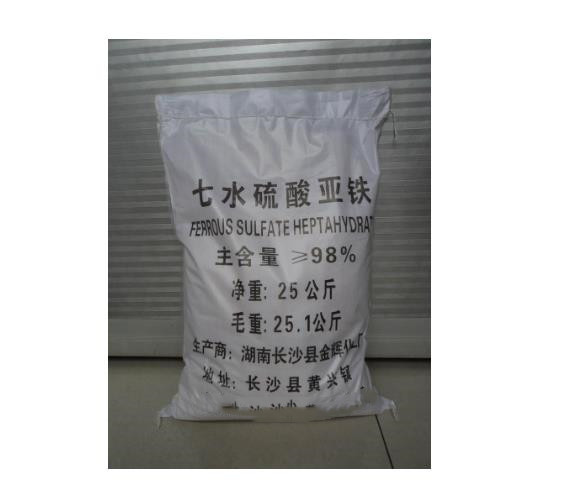 七水硫酸亚铁
FERROUS SULFATE HEPTAHYDRAT
主含量 ≥98%
净重: 25公斤
毛重: 25.1公斤
生产商: 湖南长沙县金辉化 厂
地址: 长沙县黄兴镇